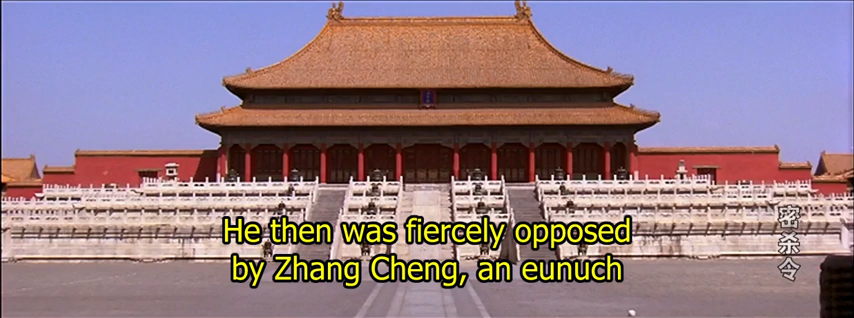 He then was fiercely opposed
by Zhang Cheng, an eunuch
密杀令